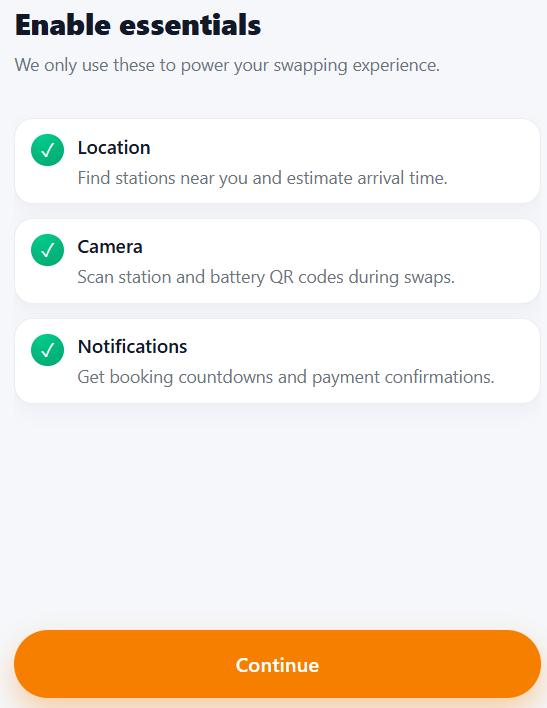 Enable essentials
We only use these to power your swapping experience.
Location
Find stations near you and estimate arrival time.
Camera
Scan station and battery QR codes during swaps.
Notifications
Get booking countdowns and payment confirmations.
Continue